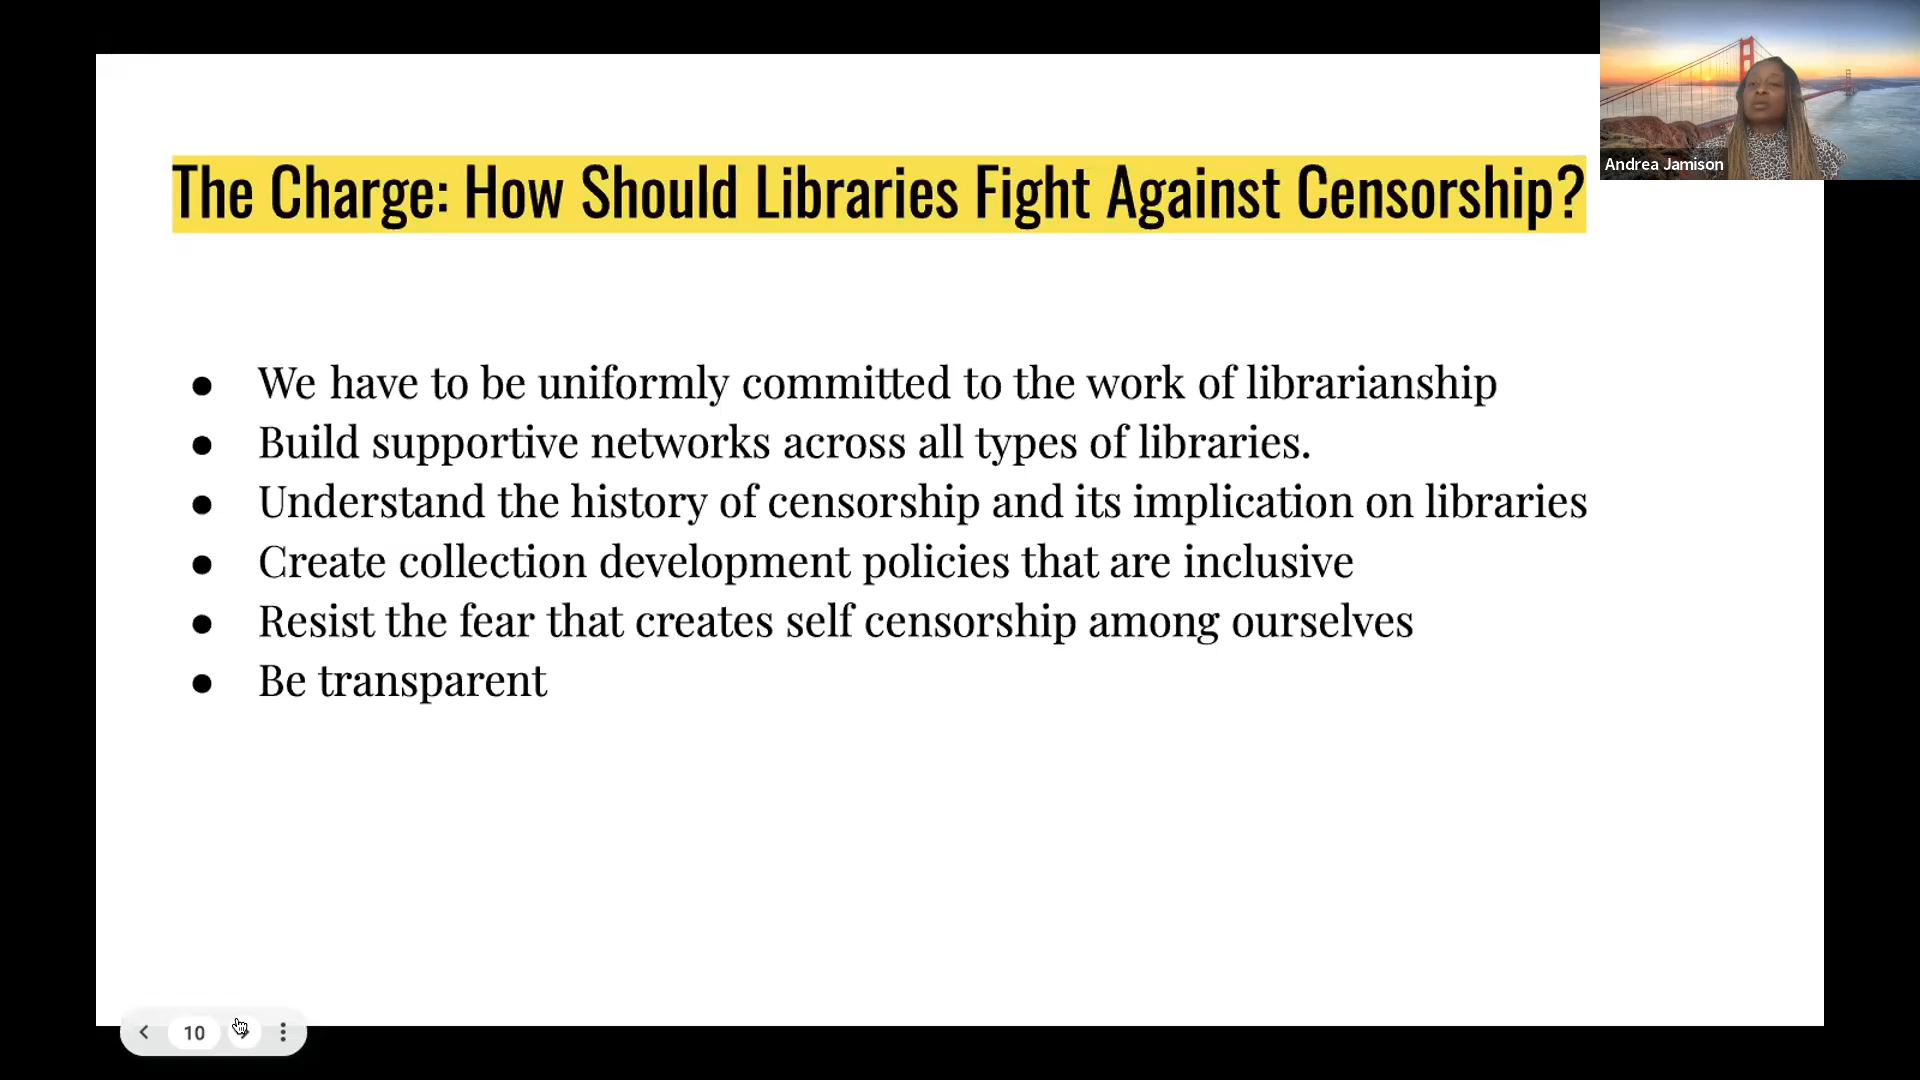 Andrea Jamison
The Charge: How Should Libraries Fight Against Censorship?
● We have to be uniformly committed to the work of librarianship
● Build supportive networks across all types of libraries.
● Understand the history of censorship and its implication on libraries
● Create collection development policies that are inclusive
● Resist the fear that creates self censorship among ourselves
● Be transparent
10